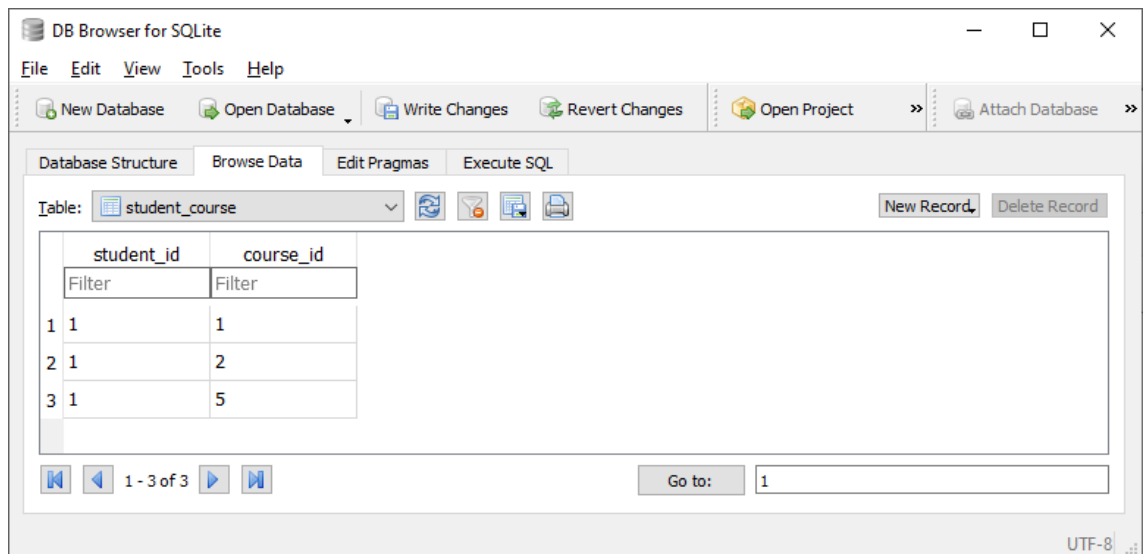 DB Browser for SQLite
File Edit View Tools Help
New Database Open Database Write Changes Revert Changes Open Project » Attach Database »
Database Structure Browse Data Edit Pragmas Execute SQL
Table: student_course New Record Delete Record
student_id course_id
Filter Filter
1 1 1
2 1 2
3 1 5
1 - 3 of 3 Go to: 1
UTF-8